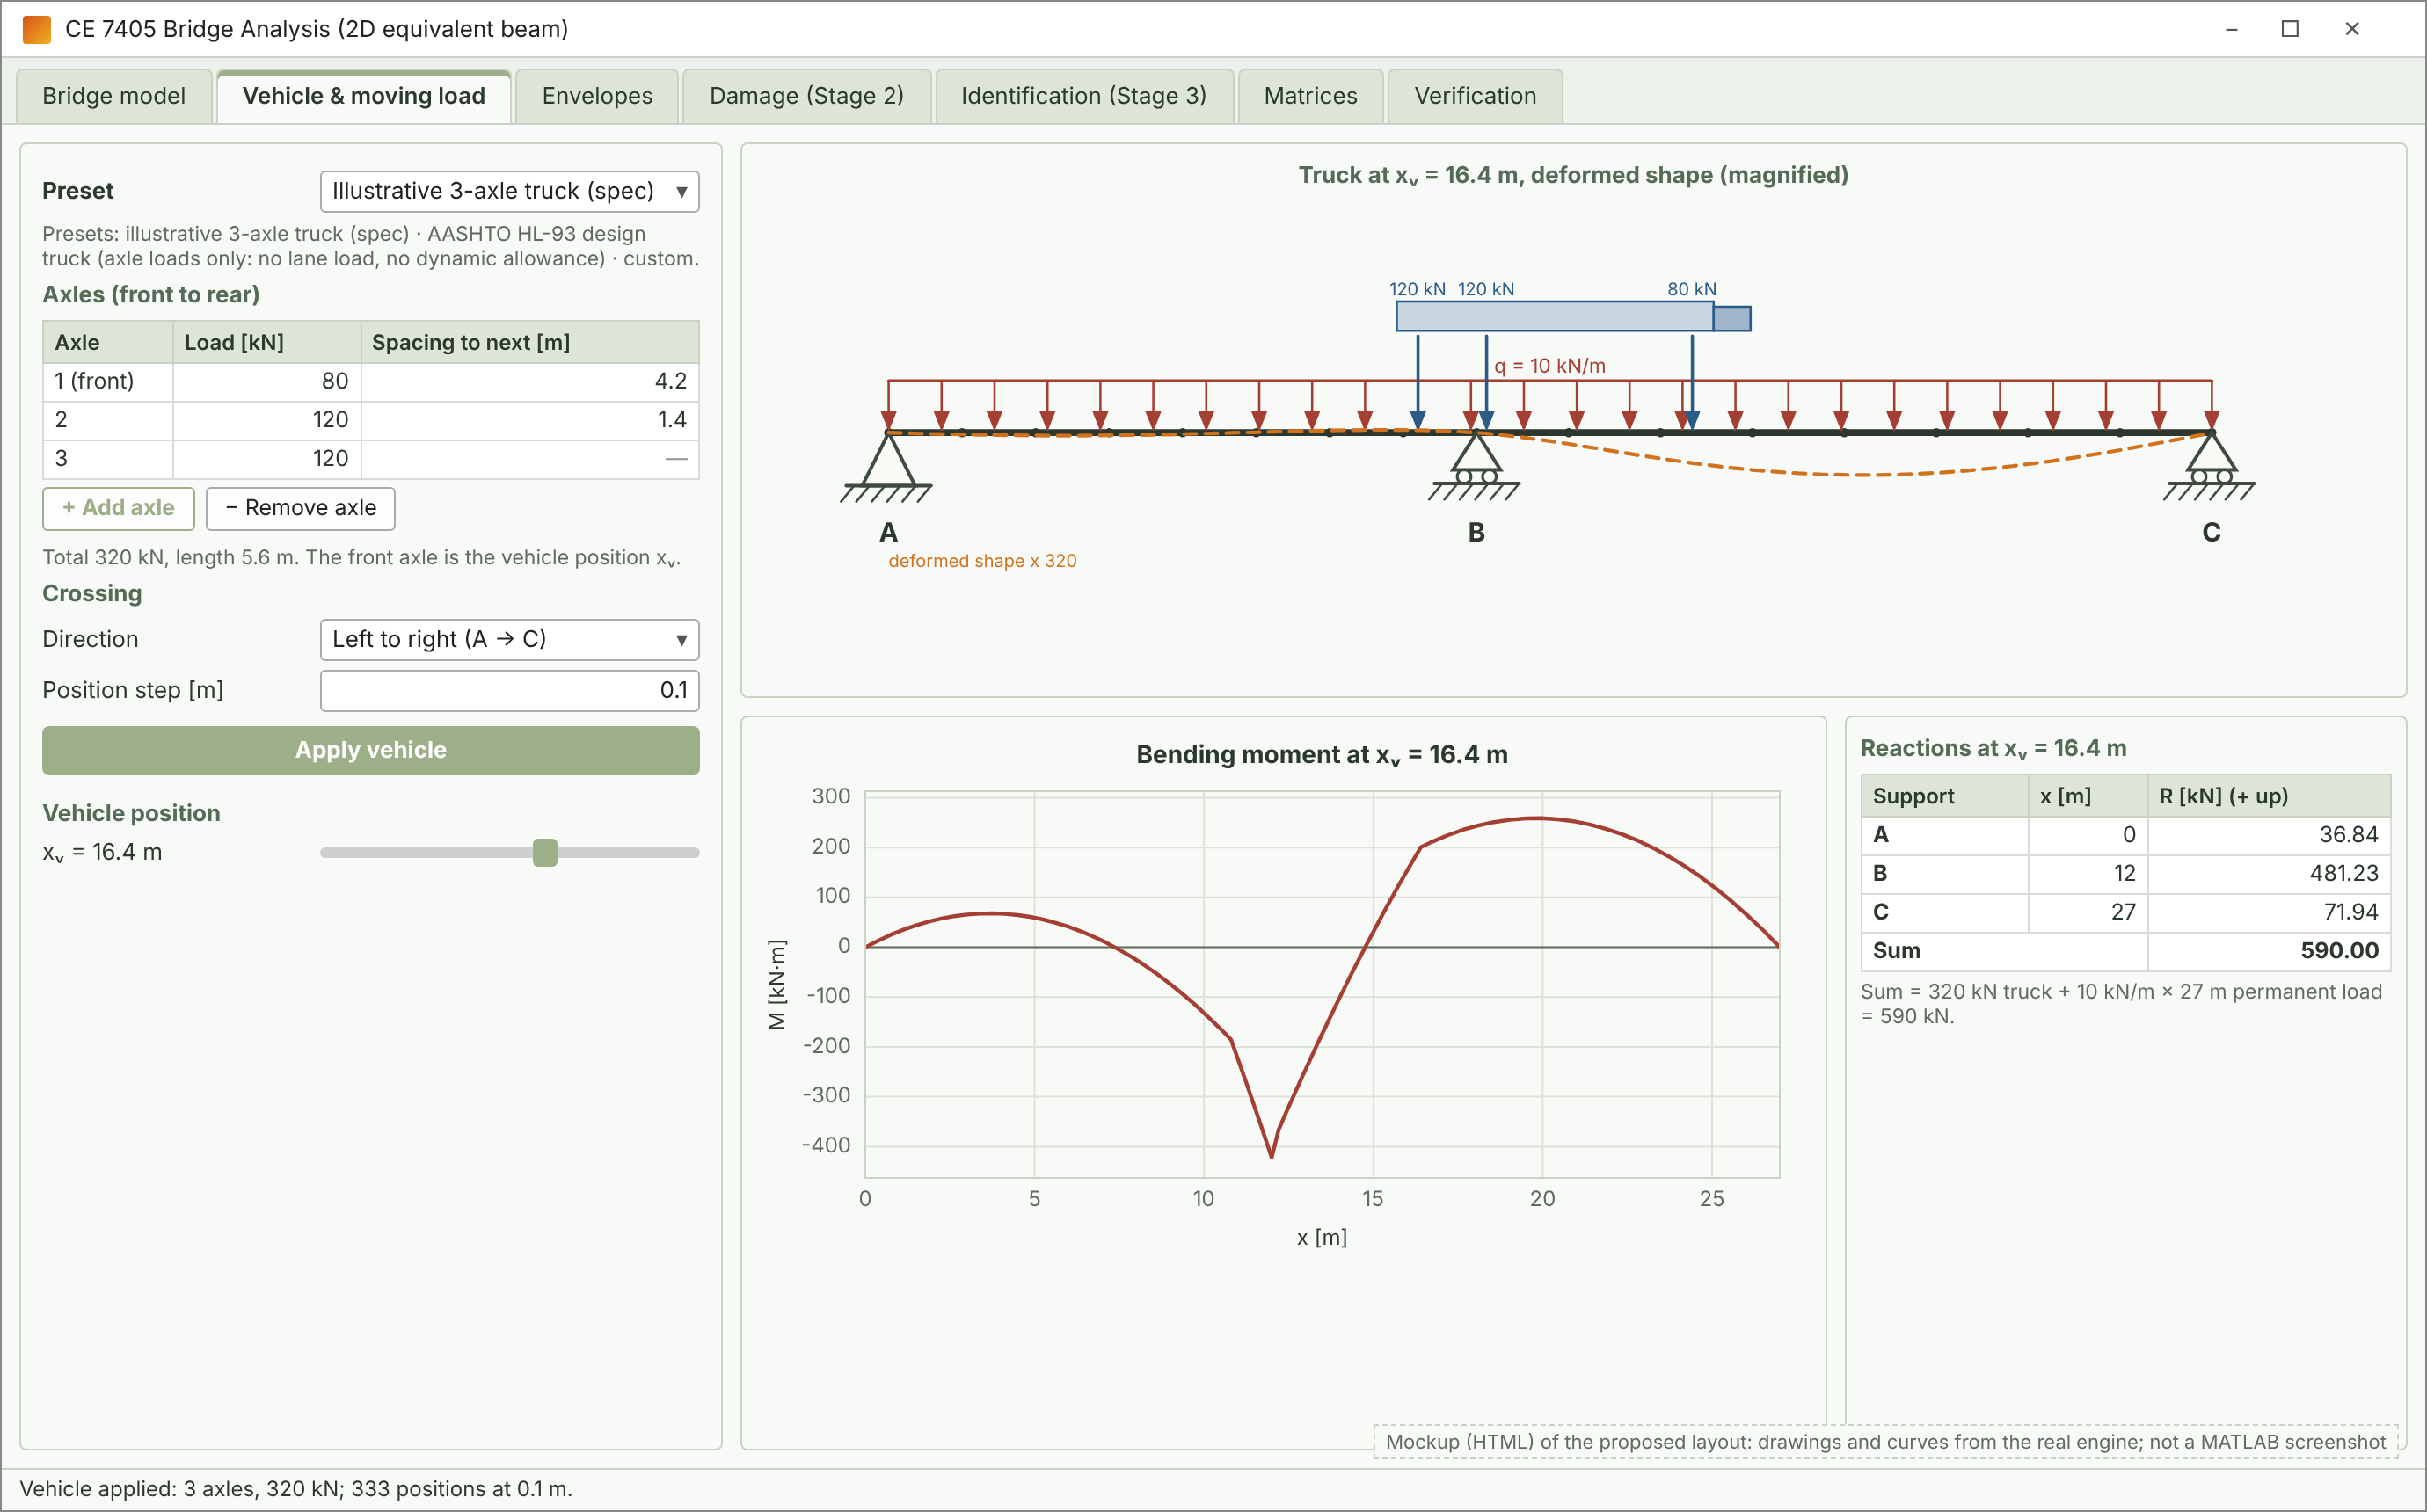 CE 7405 Bridge Analysis (2D equivalent beam)
Bridge model
Vehicle & moving load
Envelopes
Damage (Stage 2)
Identification (Stage 3)
Matrices
Verification
Preset
Illustrative 3-axle truck (spec)
Presets: illustrative 3-axle truck (spec) · AASHTO HL-93 design
truck (axle loads only: no lane load, no dynamic allowance) · custom.
Axles (front to rear)
Axle Load [kN] Spacing to next [m]
1 (front) 80 4.2
2 120 1.4
3 120 —
+ Add axle
− Remove axle
Total 320 kN, length 5.6 m. The front axle is the vehicle position xᵥ.
Crossing
Direction
Left to right (A → C)
Position step [m]
0.1
Apply vehicle
Vehicle position
xᵥ = 16.4 m
Truck at xᵥ = 16.4 m, deformed shape (magnified)
120 kN 120 kN 80 kN
q = 10 kN/m
A B C
deformed shape x 320
Bending moment at xᵥ = 16.4 m
M [kN·m]
300
200
100
0
-100
-200
-300
-400
0 5 10 15 20 25
x [m]
Reactions at xᵥ = 16.4 m
Support x [m] R [kN] (+ up)
A 0 36.84
B 12 481.23
C 27 71.94
Sum 590.00
Sum = 320 kN truck + 10 kN/m × 27 m permanent load
= 590 kN.
Mockup (HTML) of the proposed layout: drawings and curves from the real engine; not a MATLAB screenshot
Vehicle applied: 3 axles, 320 kN; 333 positions at 0.1 m.